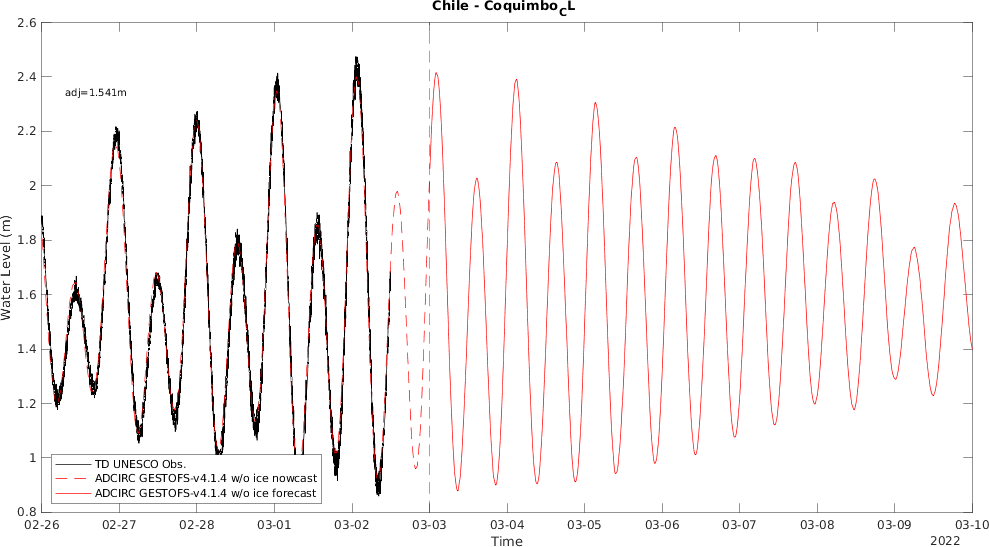 Chile - CoquimboCL
2.6
2.4
2.2
2
1.8
1.6
1.4
1.2
1
0.8
Water Level (m)
adj=1.541m
TD UNESCO Obs.
ADCIRC GESTOFS-v4.1.4 w/o ice nowcast
ADCIRC GESTOFS-v4.1.4 w/o ice forecast
02-26 02-27 02-28 03-01 03-02 03-03 03-04 03-05 03-06 03-07 03-08 03-09 03-10
Time
2022